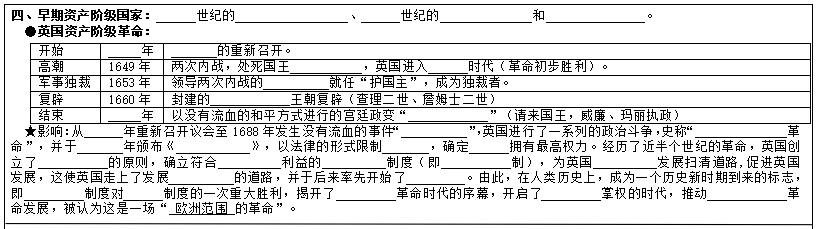 四、早期资产阶级国家：______世纪的________________、______世纪的_____________和______________。
●英国资产阶级革命：
开始 _____年 _______的重新召开。
高潮 1649 年 两次内战，处死国王___________，英国进入______时代（革命初步胜利）。
军事独裁 1653 年 领导两次内战的__________就任“护国主”，成为独裁者。
复辟 1660 年 封建的____________王朝复辟（查理二世、詹姆士二世）
结束 _____年 以没有流血的和平方式进行的宫廷政变“____________”（请来国王，威廉、玛丽执政）
★影响：从______年重新召开议会至 1688 年发生没有流血的事件“__________”，英国进行了一系列的政治斗争，史称“______________革
命”，并于________年颁布《____________》，以法律的形式限制_______，确定______拥有最高权力。经历了近半个世纪的革命，英国创
立了__________的原则，确立符合________利益的_________制度（即__________制），为英国__________发展扫清道路，促进英国
发展，这使英国走上了发展__________的道路，并于后来率先开始了_________。由此，在人类历史上，成为一个历史新时期到来的标志，
即_________制度对______制度的一次重大胜利，揭开了_________革命时代的序幕，开启了_________掌权的时代，推动____________革
命发展，被认为这是一场“ 欧洲范围 的革命”。